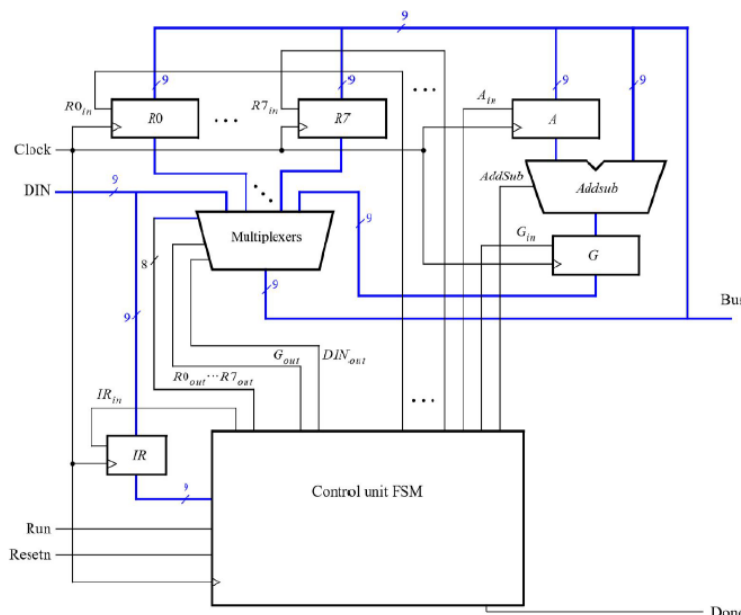 9
9
9
9
9
R0in
R7in
Ain
R0
R7
A
Clock
DIN
9
AddSub
Addsub
Multiplexers
9
Gin
G
8
9
Bus
9
Gout
DINout
R0out...R7out
IRin
IR
9
Control unit FSM
Run
Resetn
Done